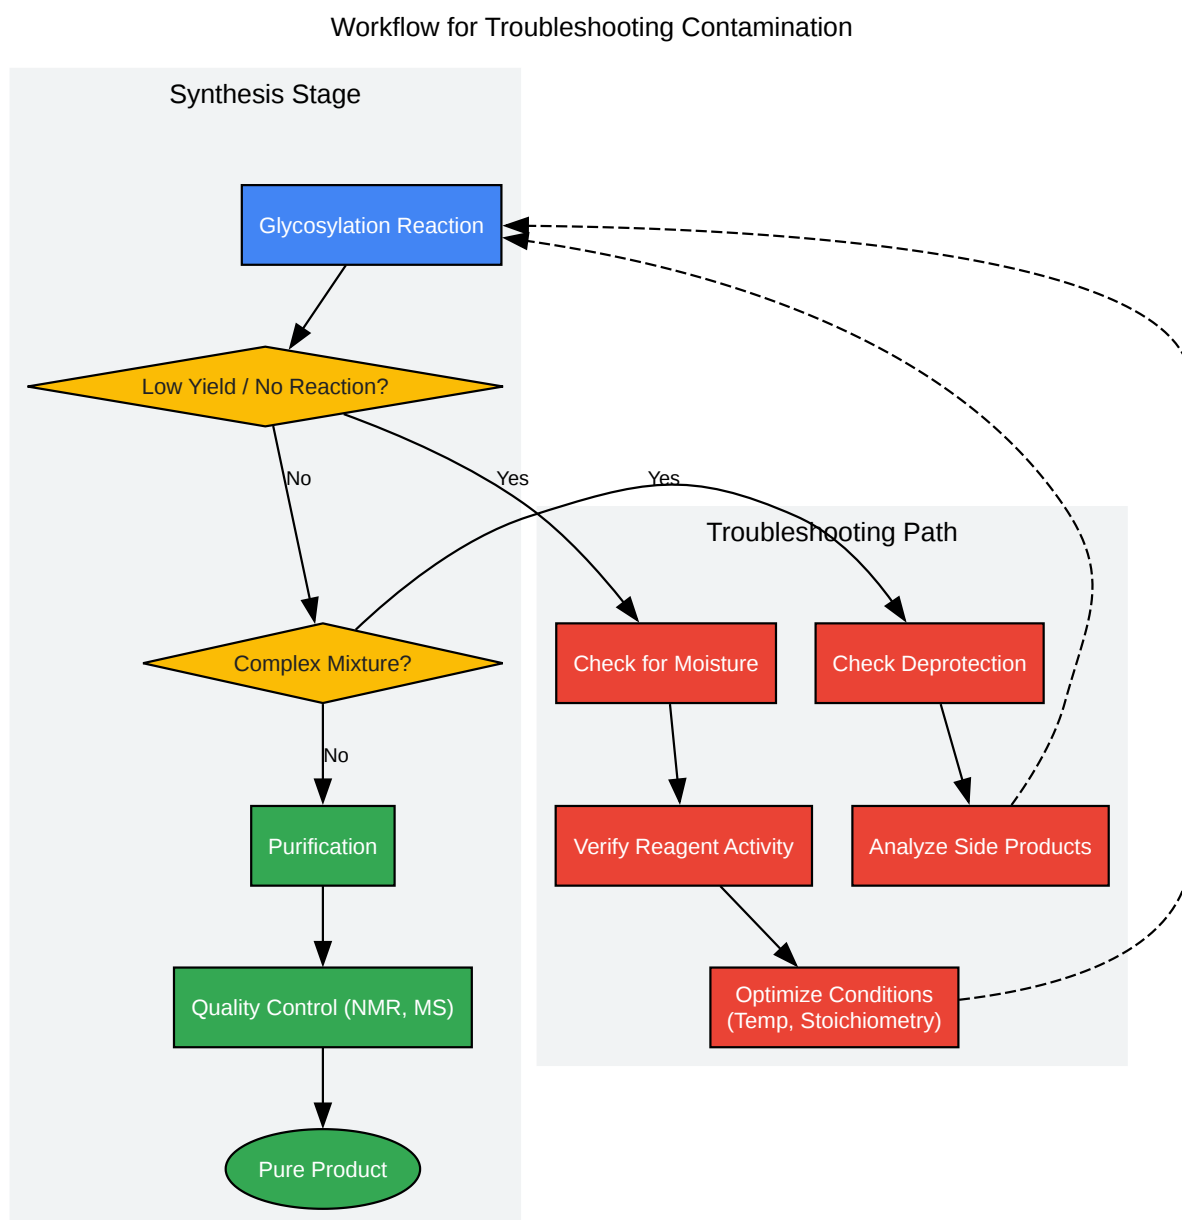 Workflow for Troubleshooting Contamination
Synthesis Stage
Glycosylation Reaction
Low Yield / No Reaction?
No
Yes
Yes
Troubleshooting Path
Complex Mixture?
Check for Moisture
Check Deprotection
No
Purification
Verify Reagent Activity
Analyze Side Products
Quality Control (NMR, MS)
Optimize Conditions
(Temp, Stoichiometry)
Pure Product